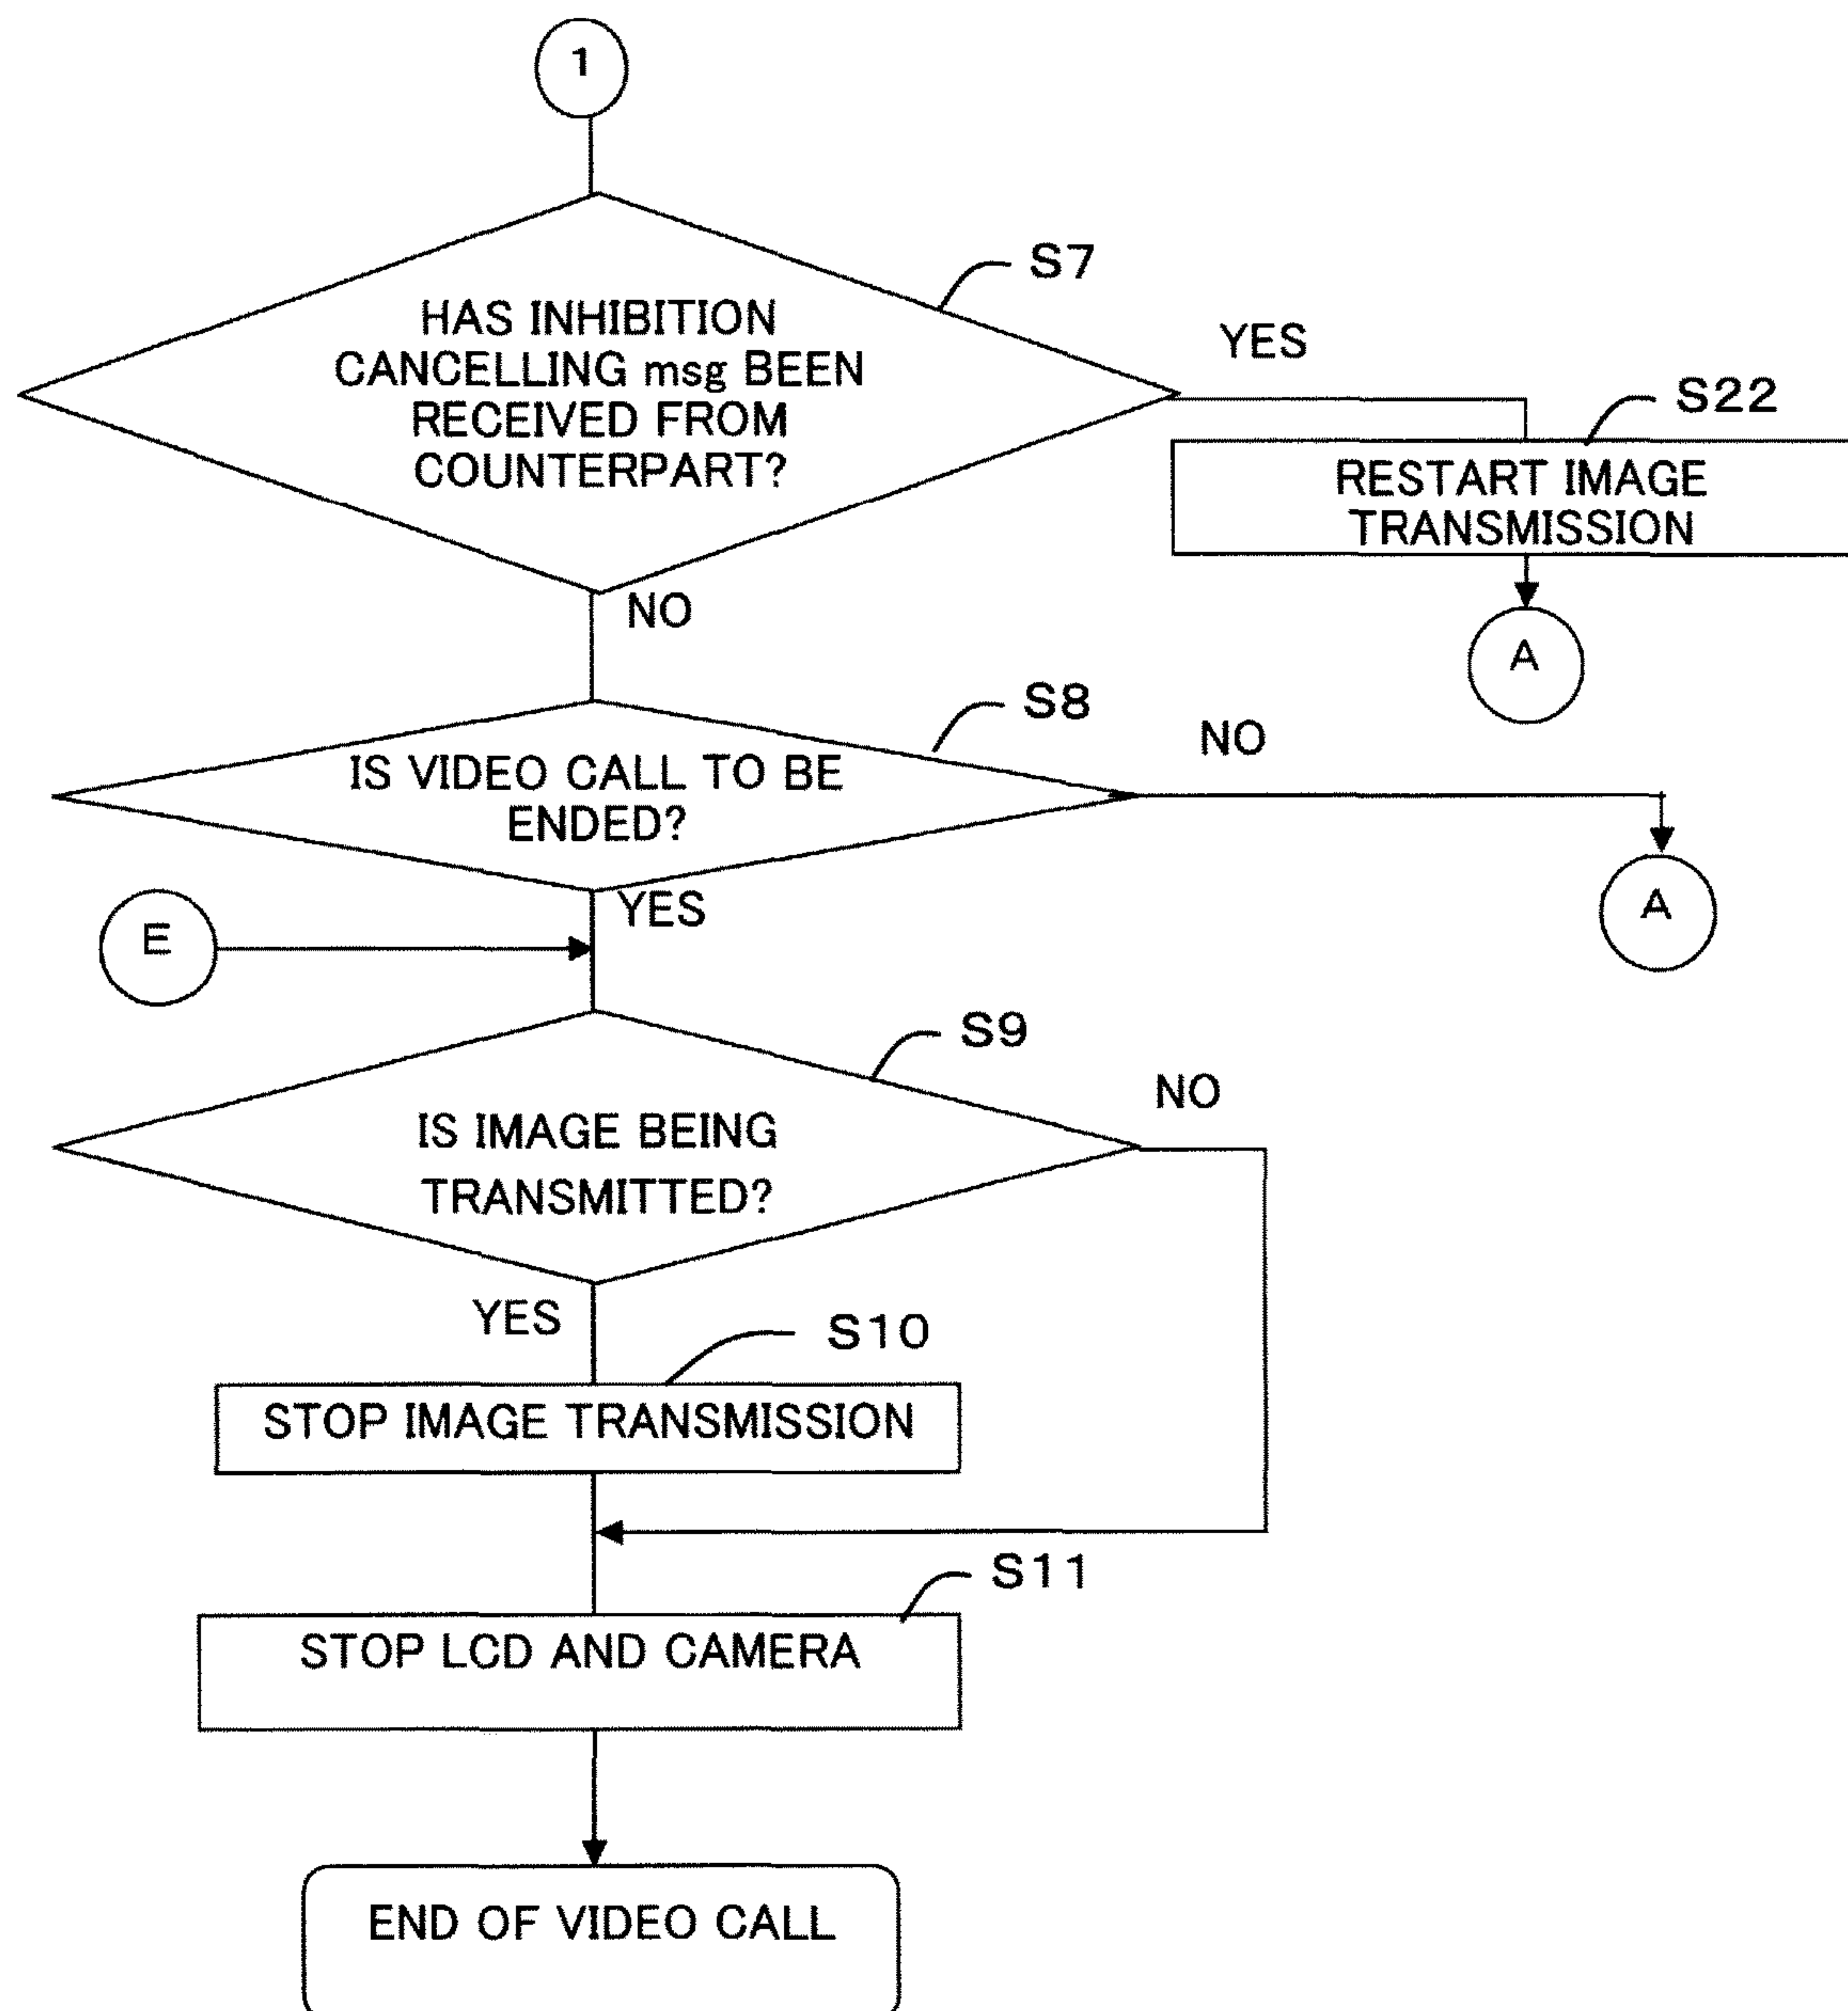 1
S7
HAS INHIBITION
CANCELLING msg BEEN
RECEIVED FROM
COUNTERPART?
YES
S22
RESTART IMAGE
TRANSMISSION
NO
A
S8
NO
IS VIDEO CALL TO BE
ENDED?
YES
A
E
S9
NO
IS IMAGE BEING
TRANSMITTED?
YES
S10
STOP IMAGE TRANSMISSION
S11
STOP LCD AND CAMERA
END OF VIDEO CALL